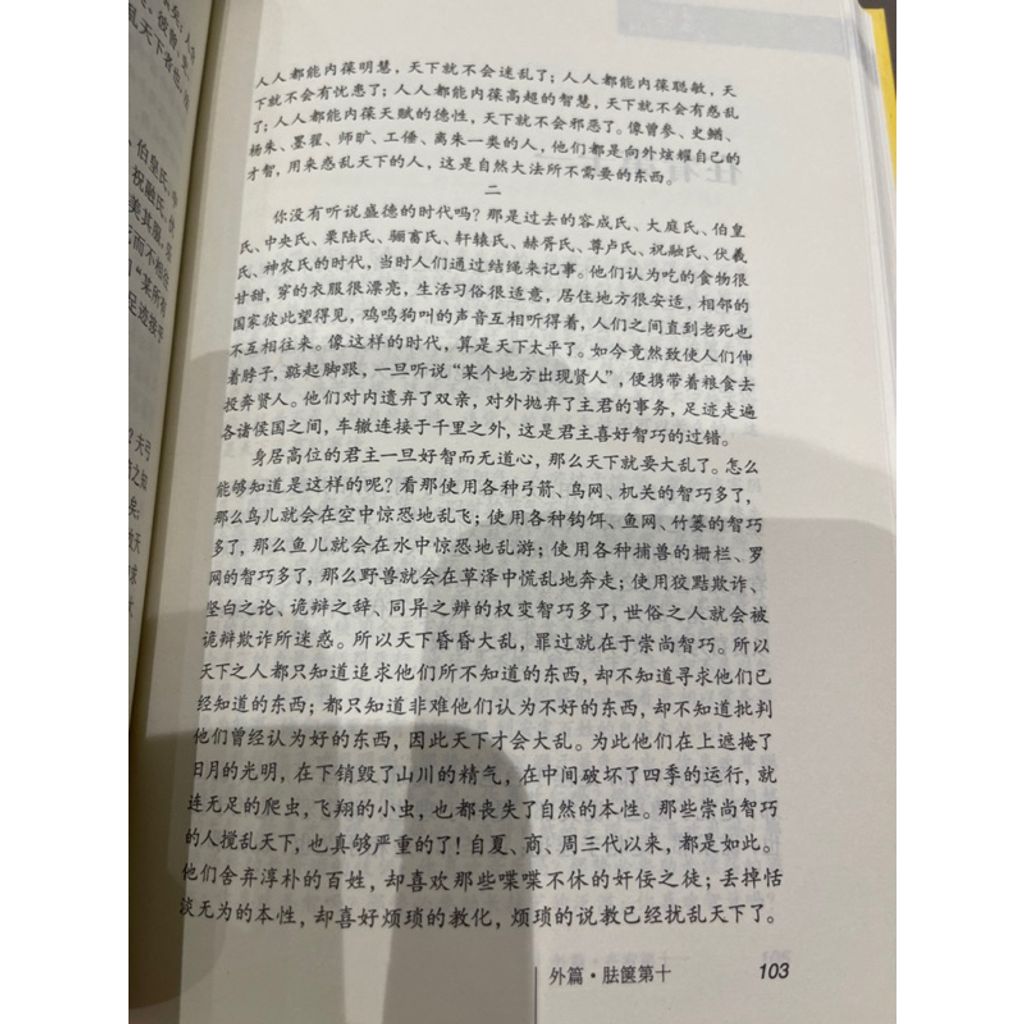 乱天下者也，
伯皇氏、
祝融氏、
美其服，
而不相往
“某所有
足迹接乎
？夫弓
之知
矣；
人人都能内葆明慧，天下就不会迷乱了；人人都能内葆聪敏，天
下就不会有忧患了；人人都能内葆高超的智慧，天下就不会有惑乱
了；人人都能内葆天赋的德性，天下就不会邪恶了。像曾参、史鳅、
杨朱、墨翟、师旷、工倕、离朱一类的人，他们都是向外炫耀自己的
才智，用来惑乱天下的人，这是自然大法所不需要的东西。
二
你没有听说盛德的时代吗？那是过去的容成氏、大庭氏、伯皇
氏、中央氏、栗陆氏、骊畜氏、轩辕氏、赫胥氏、尊卢氏、祝融氏、伏羲
氏、神农氏的时代，当时人们通过结绳来记事。他们认为吃的食物很
甘甜，穿的衣服很漂亮，生活习俗很适意，居住地方很安适，相邻的
国家彼此望得见，鸡鸣狗叫的声音互相听得着，人们之间直到老死也
不互相往来。像这样的时代，算是天下太平了。如今竟然致使人们伸
着脖子，踮起脚跟，一旦听说“某个地方出现贤人”，便携带着粮食去
投奔贤人。他们对内遗弃了双亲，对外抛弃了主君的事务，足迹走遍
各诸侯国之间，车辙连接于千里之外，这是君主喜好智巧的过错。
身居高位的君主一旦好智而无道心，那么天下就要大乱了。怎么
能够知道是这样的呢？看那使用各种弓箭、鸟网、机关的智巧多了，
那么鸟儿就会在空中惊恐地乱飞；使用各种钩饵、鱼网、竹篓的智巧
多了，那么鱼儿就会在水中惊恐地乱游；使用各种捕兽的栅栏、罗
网的智巧多了，那么野兽就会在草泽中慌乱地奔走；使用狡黠欺诈、
坚白之论、诡辩之辞、同异之辨的权变智巧多了，世俗之人就会被
诡辩欺诈所迷惑。所以天下昏昏大乱，罪过就在于崇尚智巧。所以
天下之人都只知道追求他们所不知道的东西，却不知道寻求他们已
经知道的东西；都只知道非难他们认为不好的东西，却不知道批判
他们曾经认为好的东西，因此天下才会大乱。为此他们在上遮掩了
日月的光明，在下销毁了山川的精气，在中间破坏了四季的运行，就
连无足的爬虫，飞翔的小虫，也都丧失了自然的本性。那些崇尚智巧
的人搅乱天下，也真够严重的了！自夏、商、周三代以来，都是如此。
他们舍弃淳朴的百姓，却喜欢那些喋喋不休的奸佞之徒；丢掉恬
淡无为的本性，却喜好烦琐的教化，烦琐的说教已经扰乱天下了。
外篇·胠箧第十 103